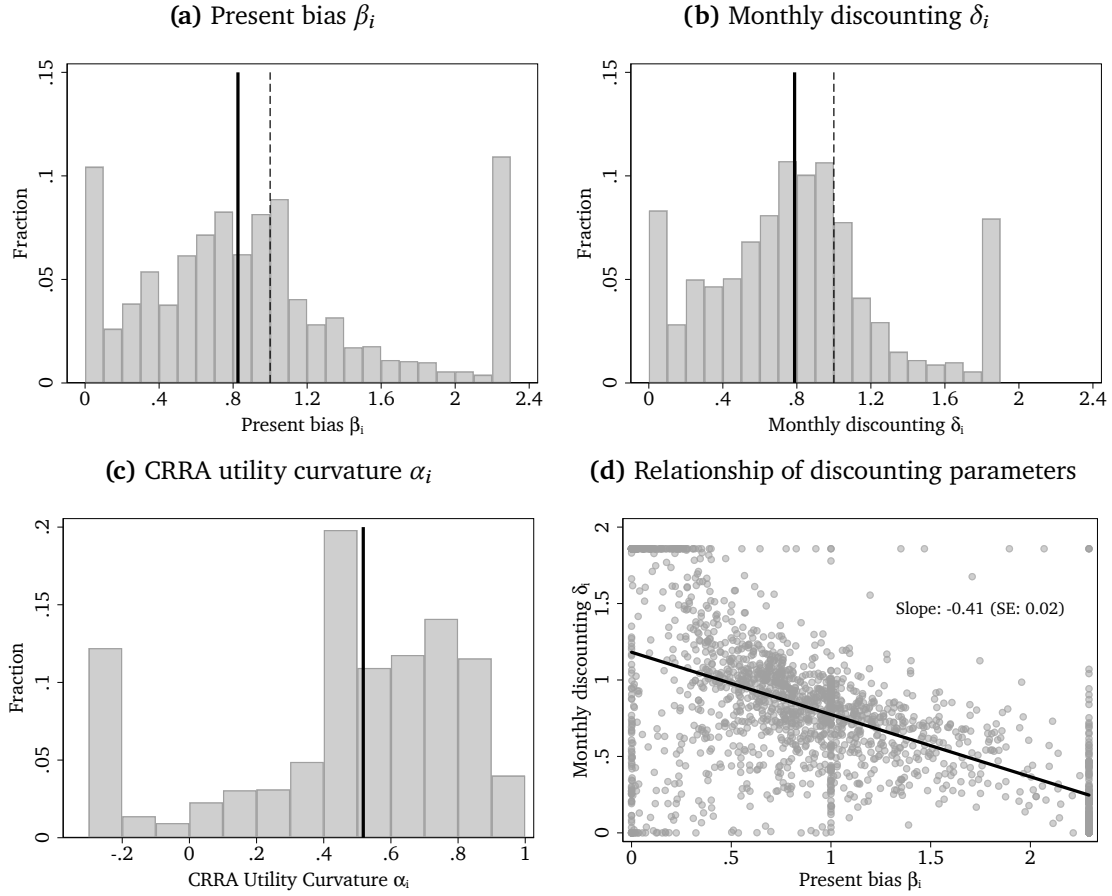 (a) Present bias βi
.15
.1
.05
0
Fraction
0 .4 .8 1.2 1.6 2 2.4
Present bias βi
(b) Monthly discounting δi
.15
.1
.05
0
Fraction
0 .4 .8 1.2 1.6 2 2.4
Monthly discounting δi
(c) CRRA utility curvature αi
.2
.15
.1
.05
0
Fraction
-.2 0 .2 .4 .6 .8 1
CRRA Utility Curvature αi
(d) Relationship of discounting parameters
2
1.5
1
.5
0
Monthly discounting δi
Slope: -0.41 (SE: 0.02)
0 .5 1 1.5 2
Present bias βi